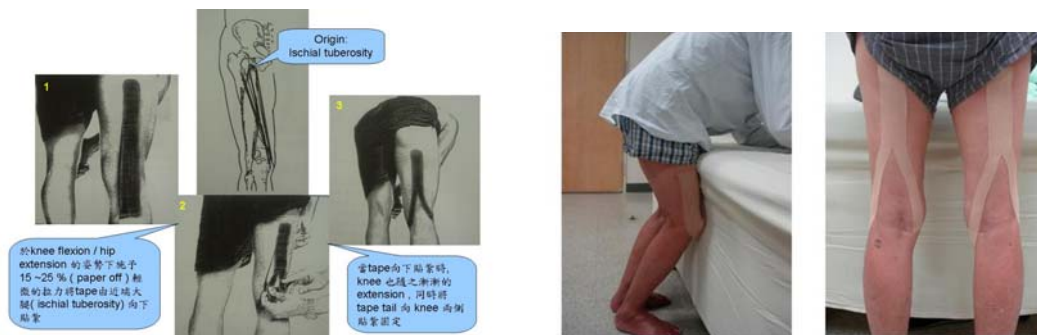 Origin:
Ischial tuberosity
1
3
2
於knee flexion / hip
extension 的姿勢下施予
15 ~25 % ( paper off ) 輕
微的拉力將tape由近端大
腿( ischial tuberosity) 向下
貼紮
當tape向下貼紮時,
knee 也隨之漸漸的
extension , 同時將
tape tail 向 knee 兩側
貼紮固定